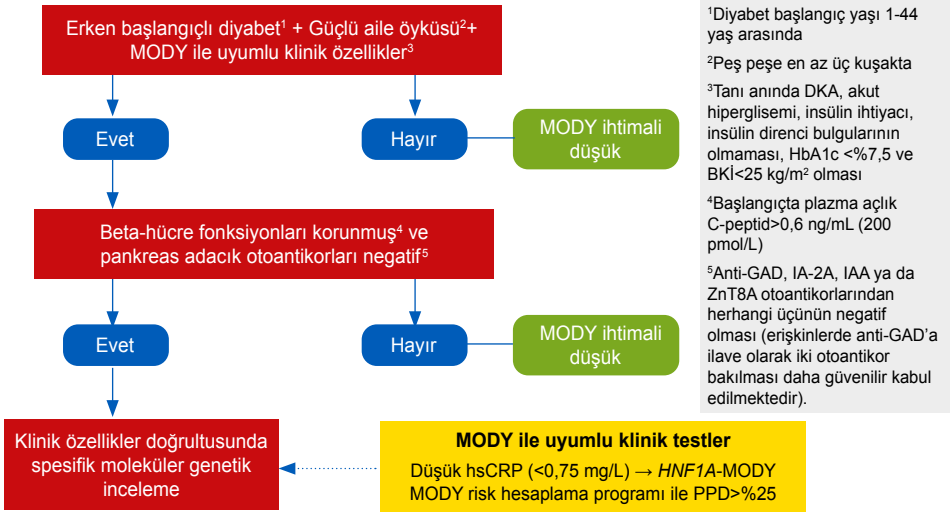 Erken başlangıçlı diyabet¹ + Güçlü aile öyküsü²+
MODY ile uyumlu klinik özellikler³
Evet
Hayır
MODY ihtimali
düşük
Beta-hücre fonksiyonları korunmuş⁴ ve
pankreas adacık otoantikorları negatif⁵
Evet
Hayır
MODY ihtimali
düşük
Klinik özellikler doğrultusunda
spesifik moleküler genetik
inceleme
MODY ile uyumlu klinik testler
Düşük hsCRP (<0,75 mg/L) → HNF1A-MODY
MODY risk hesaplama programı ile PPD>%25
¹Diyabet başlangıç yaşı 1-44
yaş arasında
²Peş peşe en az üç kuşakta
³Tanı anında DKA, akut
hiperglisemi, insülin ihtiyacı,
insülin direnci bulgularının
olmaması, HbA1c <%7,5 ve
BKİ<25 kg/m² olması
⁴Başlangıçta plazma açlık
C-peptid>0,6 ng/mL (200
pmol/L)
⁵Anti-GAD, IA-2A, IAA ya da
ZnT8A otoantikorlarından
herhangi üçünün negatif
olması (erişkinlerde anti-GAD’a
ilave olarak iki otoantikor
bakılması daha güvenilir kabul
edilmektedir).